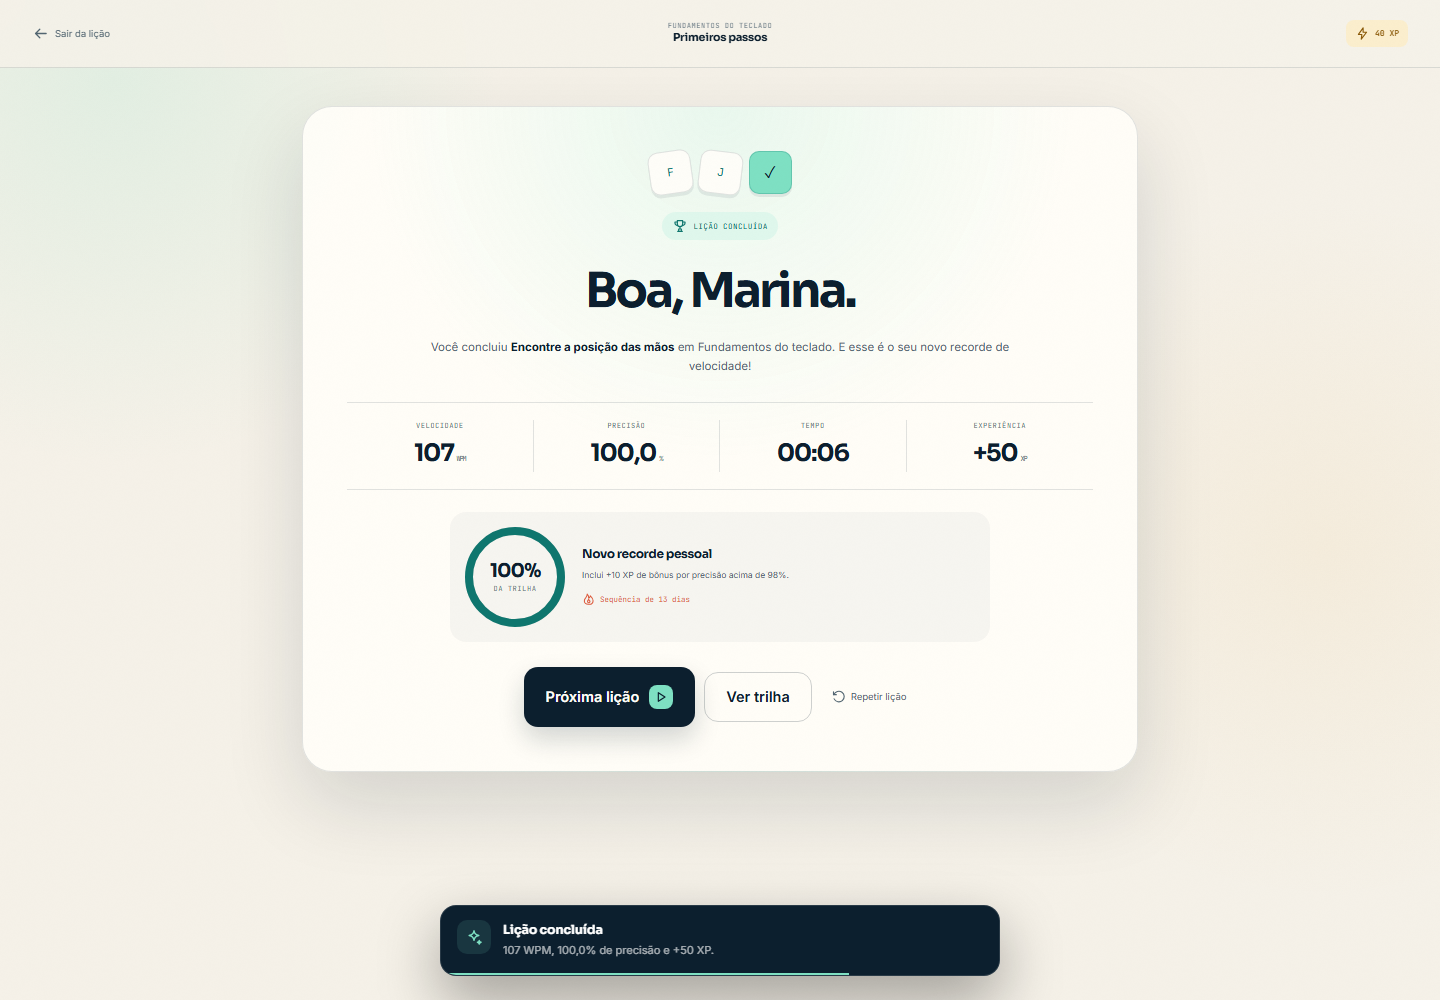 Sair da lição
FUNDAMENTOS DO TECLADO
Primeiros passos
40 XP
F
J
LIÇÃO CONCLUÍDA
Boa, Marina.
Você concluiu Encontre a posição das mãos em Fundamentos do teclado. E esse é o seu novo recorde de
velocidade!
VELOCIDADE
107 WPM
PRECISÃO
100,0 %
TEMPO
00:06
EXPERIÊNCIA
+50 XP
100%
DA TRILHA
Novo recorde pessoal
Inclui +10 XP de bônus por precisão acima de 98%.
Sequência de 13 dias
Próxima lição
Ver trilha
Repetir lição
Lição concluída
107 WPM, 100,0% de precisão e +50 XP.